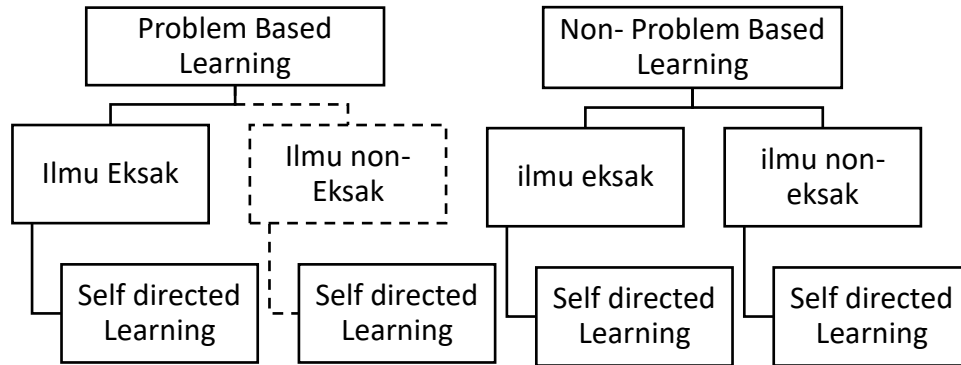 Problem Based
Learning
Non- Problem Based
Learning
Ilmu Eksak
Ilmu non-
Eksak
ilmu eksak
ilmu non-
eksak
Self directed
Learning
Self directed
Learning
Self directed
Learning
Self directed
Learning